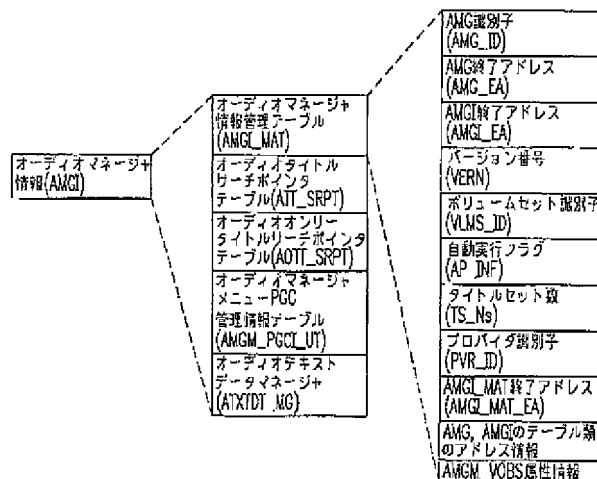 オーディオマネージャ
情報(AMGI)
オーディオマネージャ
情報管理テーブル
(AMGI_MAT)
オーディオタイトル
サーチポインタ
テーブル(ATT_SRPT)
オーディオオンリー
タイトルサーチポインタ
テーブル(AOTT_SRPT)
オーディオマネージャ
メニューPGC
管理情報テーブル
(AMGM_PGCI_UT)
オーディオテキスト
データマネージャ
(ATXTDT_MG)
AMG識別子
(AMG_ID)
AMG終了アドレス
(AMG_EA)
AMGI終了アドレス
(AMGI_EA)
バージョン番号
(VERN)
ボリュームセット識別子
(VLMS_ID)
自動実行フラグ
(AP_INF)
タイトルセット数
(TS_Ns)
プロバイダ識別子
(PVR_ID)
AMGI_MAT終了アドレス
(AMGI_MAT_EA)
AMG, AMGIのテーブル類
のアドレス情報
AMGM_VOBS属性情報